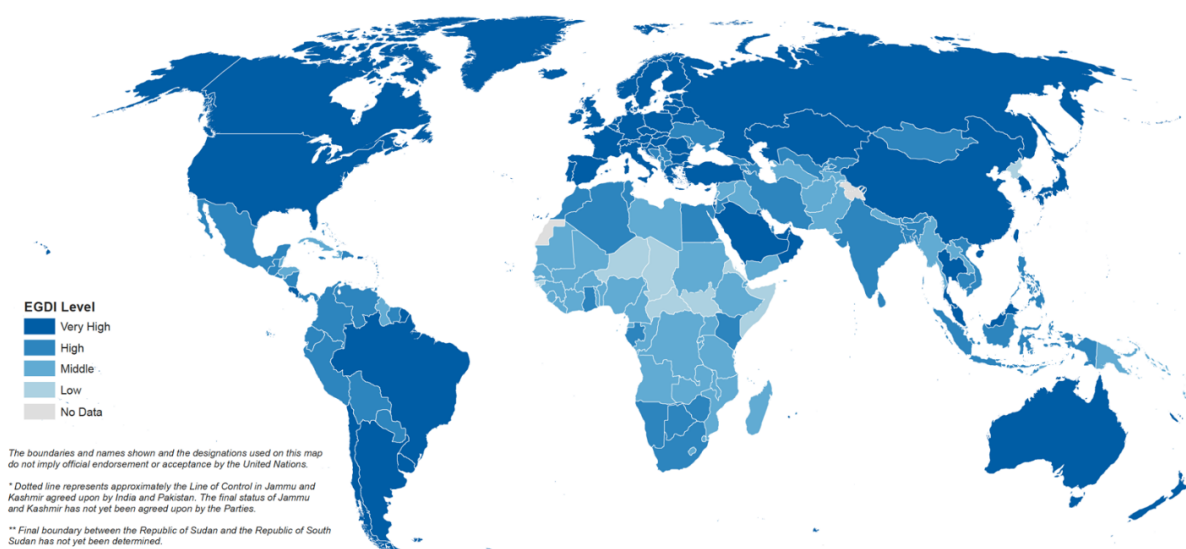 EGDI Level
Very High
High
Middle
Low
No Data
The boundaries and names shown and the designations used on this map
do not imply official endorsement or acceptance by the United Nations.
* Dotted line represents approximately the Line of Control in Jammu and
Kashmir agreed upon by India and Pakistan. The final status of Jammu
and Kashmir has not yet been agreed upon by the Parties.
** Final boundary between the Republic of Sudan and the Republic of South
Sudan has not yet been determined.